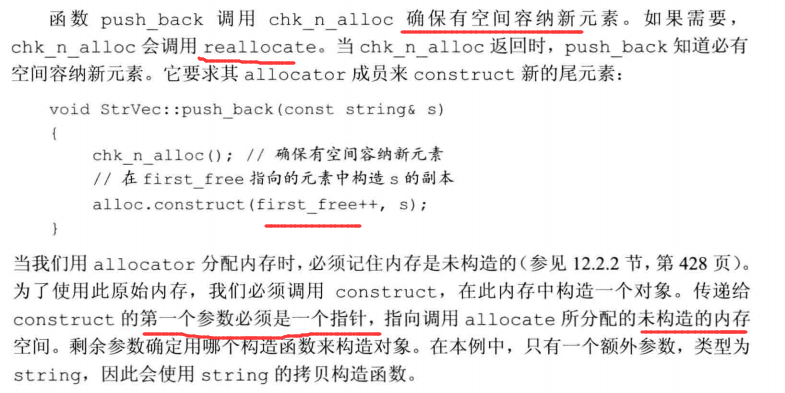 函数 push_back 调用 chk_n_alloc 确保有空间容纳新元素。如果需要,
chk_n_alloc 会调用 reallocate。当 chk_n_alloc 返回时, push_back 知道必有
空间容纳新元素。它要求其 allocator 成员来 construct 新的尾元素:
void StrVec::push_back(const string& s)
{
chk_n_alloc(); // 确保有空间容纳新元素
// 在 first_free 指向的元素中构造 s 的副本
alloc.construct(first_free++, s);
}
当我们用 allocator 分配内存时, 必须记住内存是未构造的(参见 12.2.2 节, 第 428 页)。
为了使用此原始内存, 我们必须调用 construct, 在此内存中构造一个对象。传递给
construct 的第一个参数必须是一个指针, 指向调用 allocate 所分配的未构造的内存
空间。剩余参数确定用哪个构造函数来构造对象。在本例中, 只有一个额外参数, 类型为
string, 因此会使用 string 的拷贝构造函数。